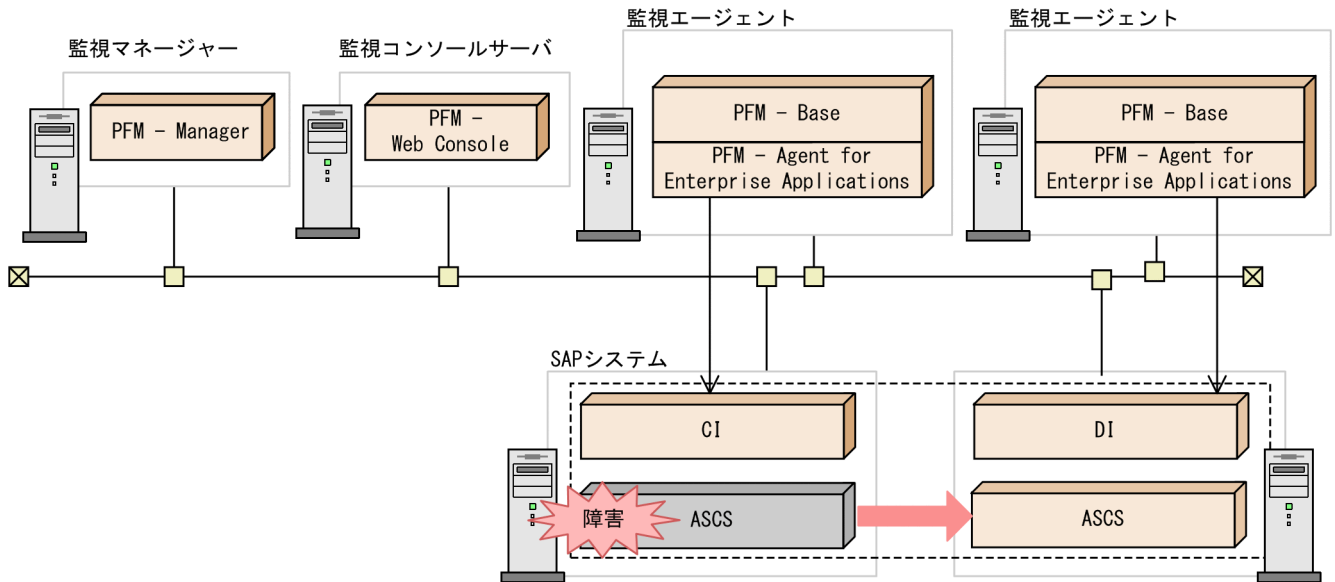 監視マネージャー
PFM － Manager
監視コンソールサーバ
PFM －
Web Console
監視エージェント
PFM － Base
PFM － Agent for
Enterprise Applications
監視エージェント
PFM － Base
PFM － Agent for
Enterprise Applications
SAPシステム
CI
障害
ASCS
DI
ASCS